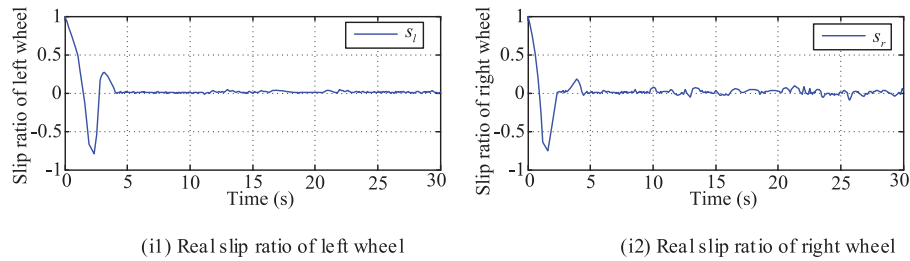 Slip ratio of left wheel
1
0.5
0
-0.5
-1
0 5 10 15 20 25 30
Time (s)
s_l
(i1) Real slip ratio of left wheel
Slip ratio of right wheel
1
0.5
0
-0.5
-1
0 5 10 15 20 25 30
Time (s)
s_r
(i2) Real slip ratio of right wheel